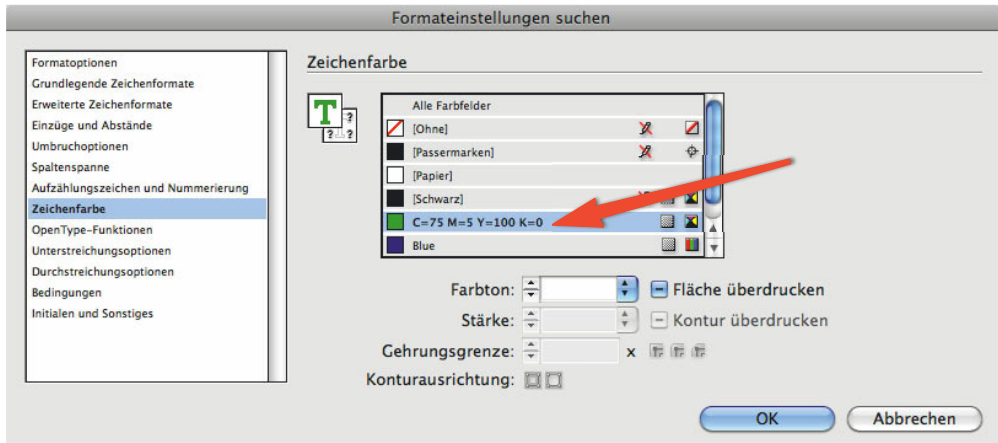 Formateinstellungen suchen
Formatoptionen
Grundlegende Zeichenformate
Erweiterte Zeichenformate
Einzüge und Abstände
Umbruchoptionen
Spaltenspanne
Aufzählungszeichen und Nummerierung
Zeichenfarbe
OpenType-Funktionen
Unterstreichungsoptionen
Durchstreichungsoptionen
Bedingungen
Initialen und Sonstiges
Zeichenfarbe
T
? ? ?
Alle Farbfelder
[Ohne]
[Passermarken]
[Papier]
[Schwarz]
C=75 M=5 Y=100 K=0
Blue
Farbton:
Fläche überdrucken
Stärke:
Kontur überdrucken
Gehrungsgrenze: x
Konturausrichtung:
OK Abbrechen